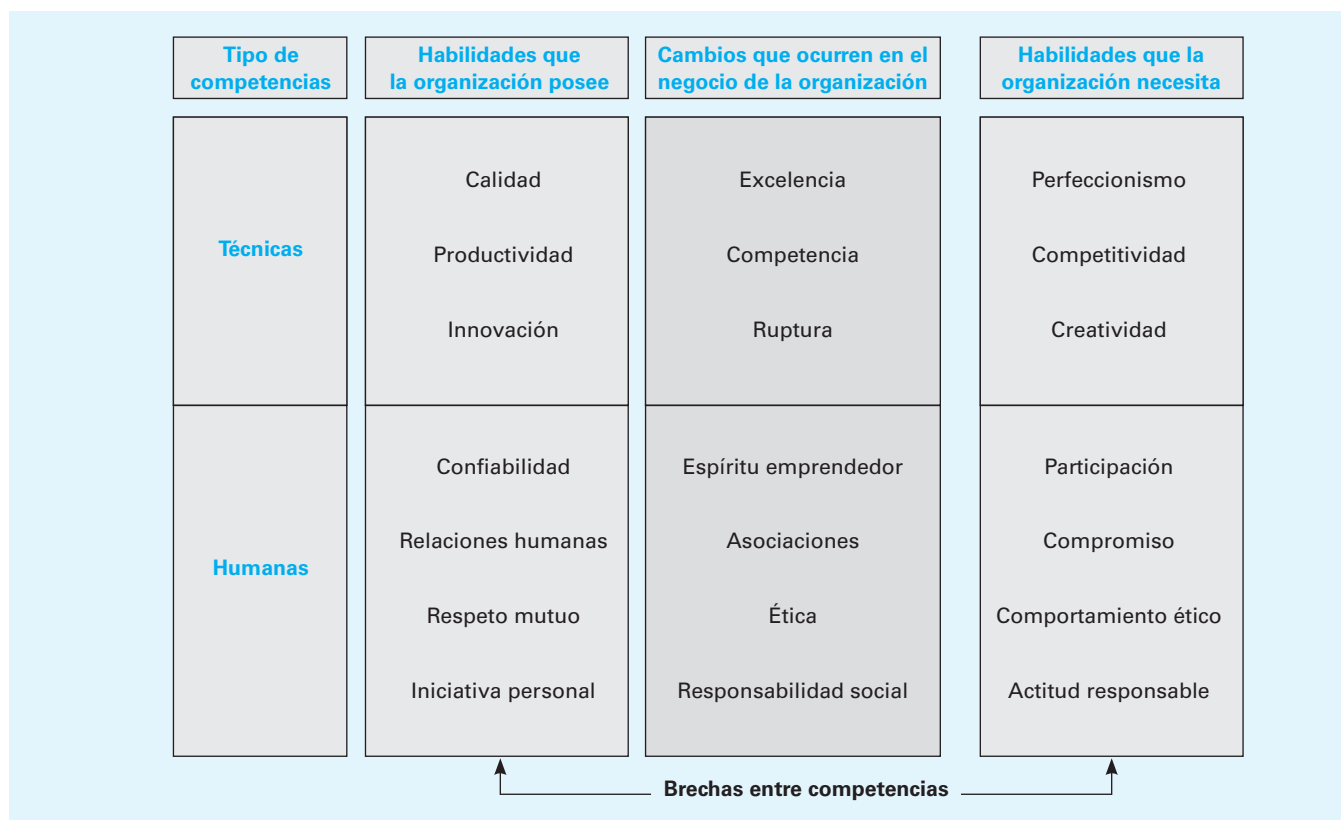 Tipo de
competencias
Habilidades que
la organización posee
Cambios que ocurren en el
negocio de la organización
Habilidades que la
organización necesita
Técnicas
Calidad
Productividad
Innovación
Excelencia
Competencia
Ruptura
Perfeccionismo
Competitividad
Creatividad
Humanas
Confiabilidad
Relaciones humanas
Respeto mutuo
Iniciativa personal
Espíritu emprendedor
Asociaciones
Ética
Responsabilidad social
Participación
Compromiso
Comportamiento ético
Actitud responsable
Brechas entre competencias